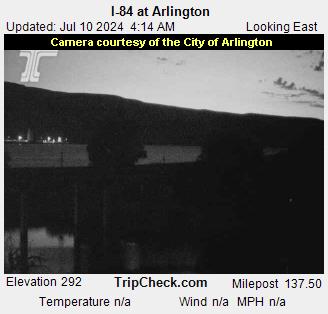 I-84 at Arlington
Updated: Jul 10 2024 4:14 AM Looking East
Camera courtesy of the City of Arlington
Elevation 292 TripCheck.com Milepost 137.50
Temperature n/a Wind n/a MPH n/a